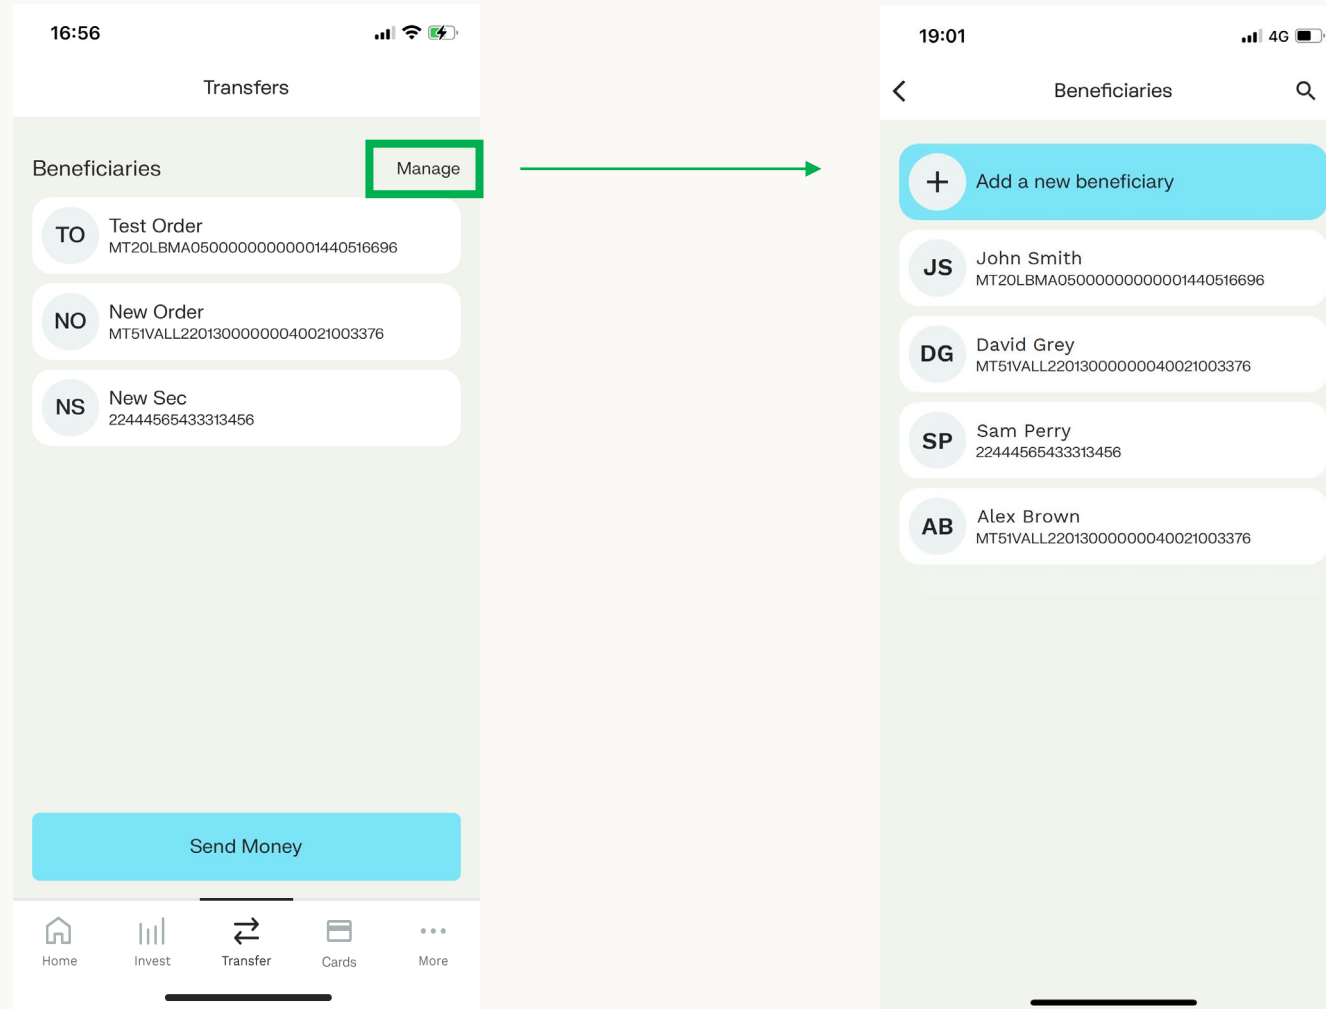 16:56
Transfers
Beneficiaries
Manage
TO
Test Order
MT20LBMA05000000000001440516696
NO
New Order
MT51VALL22013000000040021003376
NS
New Sec
22444565433313456
Send Money
Home
Invest
Transfer
Cards
More
19:01
4G
Beneficiaries
Add a new beneficiary
JS
John Smith
MT20LBMA05000000000001440516696
DG
David Grey
MT51VALL22013000000040021003376
SP
Sam Perry
22444565433313456
AB
Alex Brown
MT51VALL22013000000040021003376